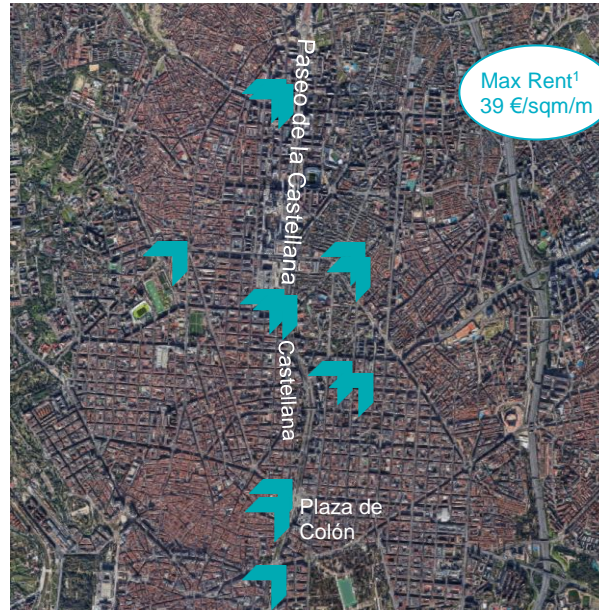 Paseo de la Castellana
Max Rent¹
39 €/sqm/m
Castellana
Plaza de
Colón